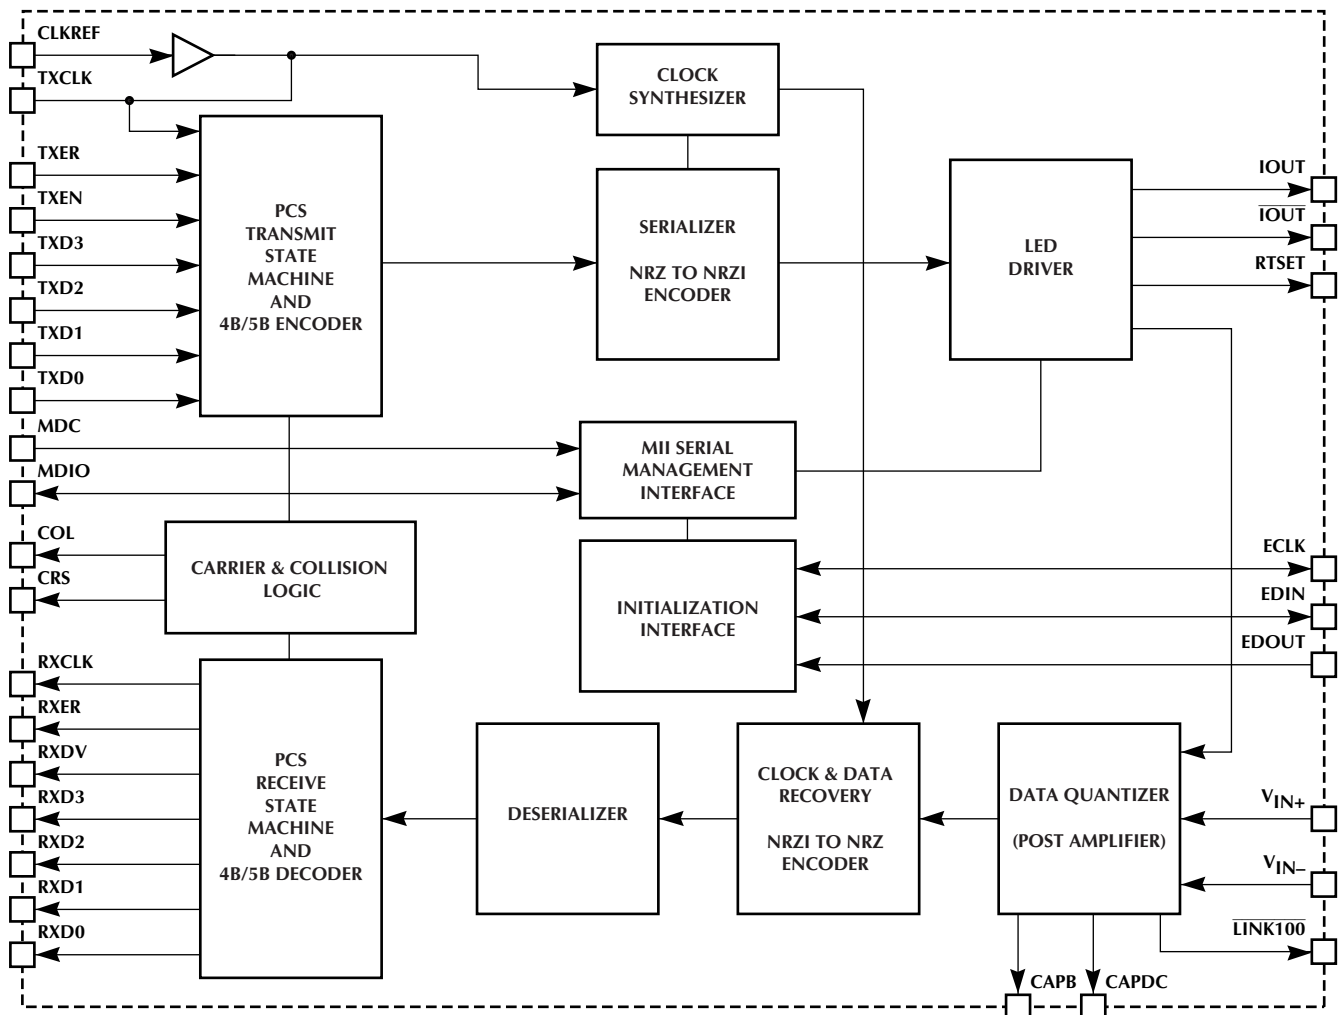 CLKREF
TXCLK
TXER
TXEN
TXD3
TXD2
TXD1
TXD0
MDC
MDIO
COL
CRS
RXCLK
RXER
RXDV
RXD3
RXD2
RXD1
RXD0
PCS
TRANSMIT
STATE
MACHINE
AND
4B/5B ENCODER
CARRIER & COLLISION
LOGIC
PCS
RECEIVE
STATE
MACHINE
AND
4B/5B DECODER
CLOCK
SYNTHESIZER
SERIALIZER
NRZ TO NRZI
ENCODER
MII SERIAL
MANAGEMENT
INTERFACE
INITIALIZATION
INTERFACE
DESERIALIZER
CLOCK & DATA
RECOVERY
NRZI TO NRZ
ENCODER
LED
DRIVER
DATA QUANTIZER
(POST AMPLIFIER)
IOUT
IOUT
RTSET
ECLK
EDIN
EDOUT
VIN+
VIN–
LINK100
CAPB
CAPDC